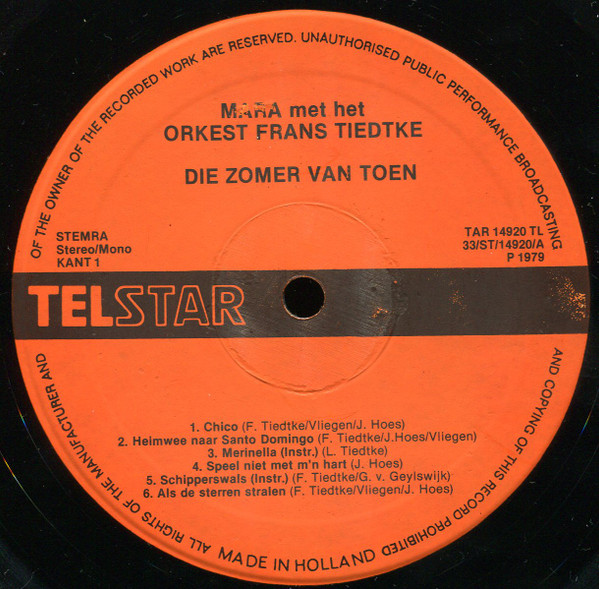 ALL RIGHTS OF THE MANUFACTURER AND OF THE OWNER OF THE RECORDED WORK ARE RESERVED. UNAUTHORISED PUBLIC PERFORMANCE BROADCASTING AND COPYING OF THIS RECORD PROHIBITED
MARA met het
ORKEST FRANS TIEDTKE
DIE ZOMER VAN TOEN
STEMRA
Stereo/Mono
KANT 1
TAR 14920 TL
33/ST/14920/A
P 1979
TELSTAR
1. Chico (F. Tiedtke/Vliegen/J. Hoes)
2. Heimwee naar Santo Domingo (F. Tiedtke/J.Hoes/Vliegen)
3. Merinella (Instr.) (L. Tiedtke)
4. Speel niet met m'n hart (J. Hoes)
5. Schipperswals (Instr.) (F. Tiedtke/G. v. Geylswijk)
6. Als de sterren stralen (F. Tiedtke/Vliegen/J. Hoes)
MADE IN HOLLAND